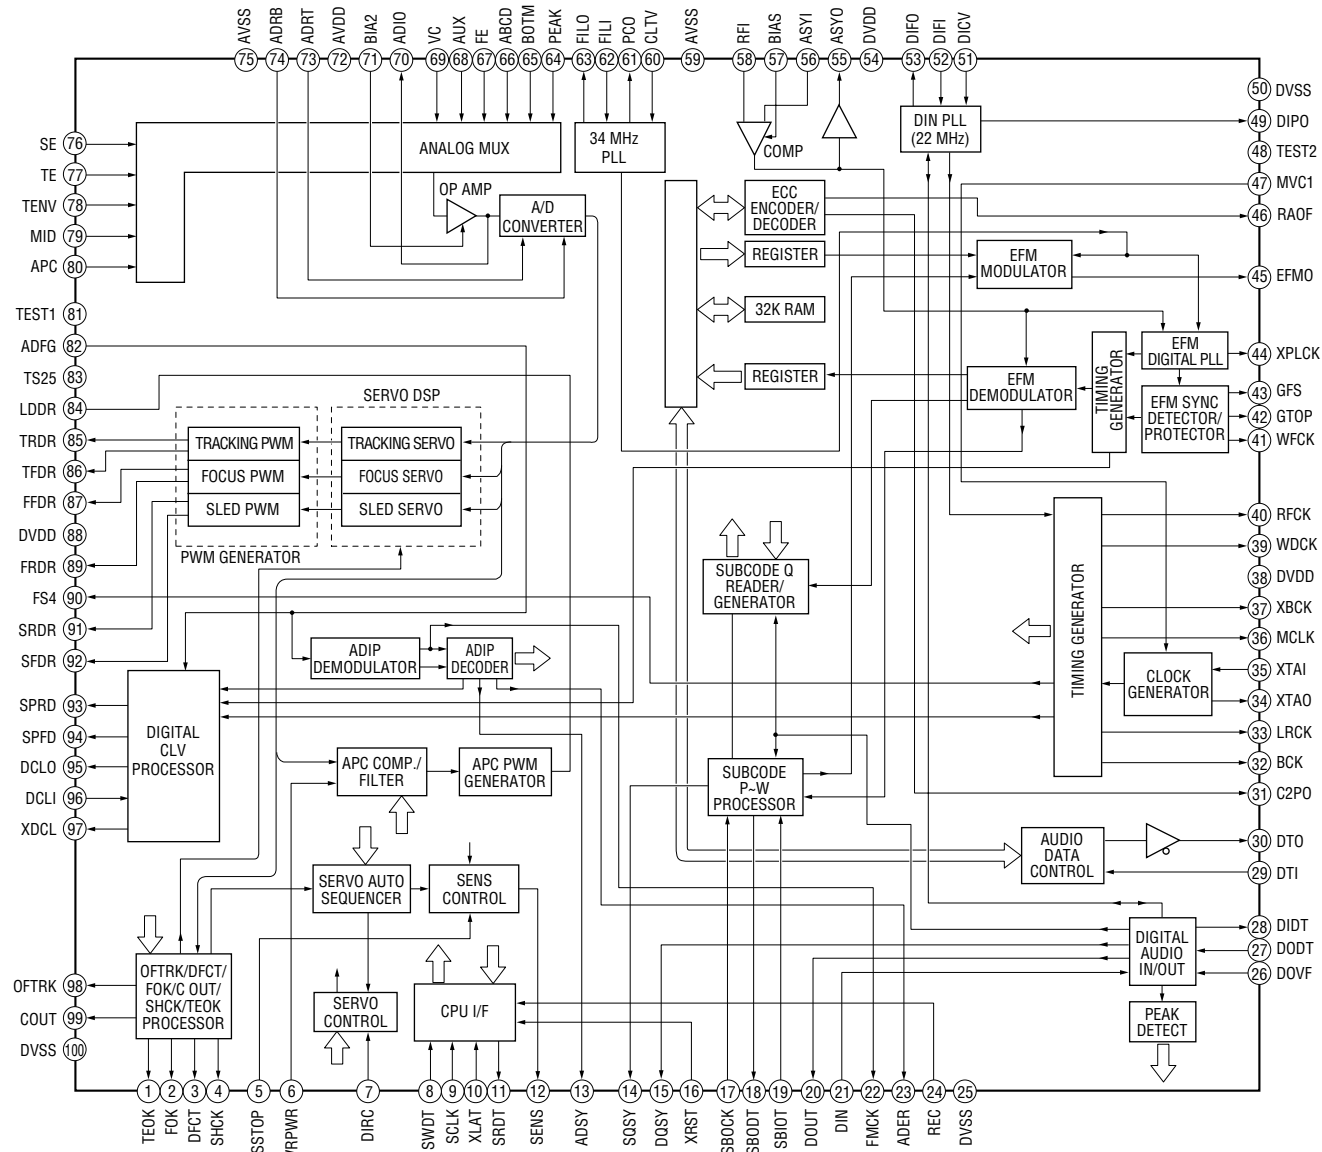 AVSS
ADRB
ADRT
AVDD
BIA2
ADIO
VC
AUX
FE
ABCD
BOTM
PEAK
FILO
FILI
PCO
CLTV
AVSS
RFI
BIAS
ASYI
ASYO
DVDD
DIFO
DIFI
DICV
75
74
73
72
71
70
69
68
67
66
65
64
63
62
61
60
59
58
57
56
55
54
53
52
51
SE 76
TE 77
TENV 78
MID 79
APC 80
TEST1 81
ADFG 82
TS25 83
LDDR 84
TRDR 85
TFDR 86
FFDR 87
DVDD 88
FRDR 89
FS4 90
SRDR 91
SFDR 92
SPRD 93
SPFD 94
DCLO 95
DCLI 96
XDCL 97
OFTRK 98
COUT 99
DVSS 100
50 DVSS
49 DIPO
48 TEST2
47 MVC1
46 RAOF
45 EFMO
44 XPLCK
43 GFS
42 GTOP
41 WFCK
40 RFCK
39 WDCK
38 DVDD
37 XBCK
36 MCLK
35 XTAI
34 XTAO
33 LRCK
32 BCK
31 C2PO
30 DTO
29 DTI
28 DIDT
27 DODT
26 DOVF
ANALOG MUX
34 MHz
PLL
COMP
DIN PLL
(22 MHz)
OP AMP
A/D
CONVERTER
ECC
ENCODER/
DECODER
REGISTER
EFM
MODULATOR
32K RAM
REGISTER
EFM
DEMODULATOR
TIMING
GENERATOR
EFM
DIGITAL PLL
EFM SYNC
DETECTOR/
PROTECTOR
SERVO DSP
TRACKING PWM
FOCUS PWM
SLED PWM
TRACKING SERVO
FOCUS SERVO
SLED SERVO
PWM GENERATOR
SUBCODE Q
READER/
GENERATOR
TIMING GENERATOR
CLOCK
GENERATOR
ADIP
DEMODULATOR
ADIP
DECODER
DIGITAL
CLV
PROCESSOR
APC COMP./
FILTER
APC PWM
GENERATOR
SUBCODE
P~W
PROCESSOR
AUDIO
DATA
CONTROL
SERVO AUTO
SEQUENCER
SENS
CONTROL
DIGITAL
AUDIO
IN/OUT
OFTRK/DFCT/
FOK/C OUT/
SHCK/TEOK
PROCESSOR
SERVO
CONTROL
CPU I/F
PEAK
DETECT
1
2
3
4
5
6
7
8
9
10
11
12
13
14
15
16
17
18
19
20
21
22
23
24
25
TEOK
FOK
DFCT
SHCK
SSTOP
WRPWR
DIRC
SWDT
SCLK
XLAT
SRDT
SENS
ADSY
SQSY
DQSY
XRST
SBOCK
SBODT
SBIOT
DOUT
DIN
FMCK
ADER
REC
DVSS